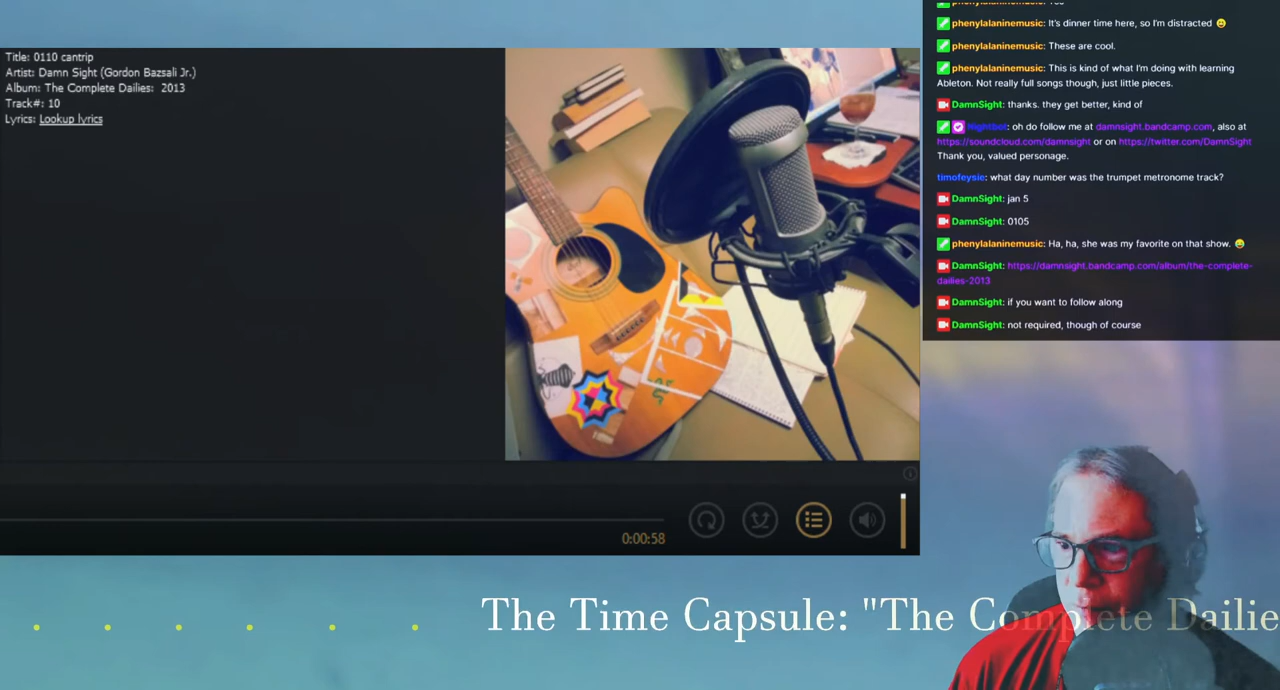 Title: 0110 cantrip
Artist: Damn Sight (Gordon Bazsali Jr.)
Album: The Complete Dailies:  2013
Track#: 10
Lyrics: Lookup lyrics
0:00:58
phenylalaninemusic: It's dinner time here, so I'm distracted 😀
phenylalaninemusic: These are cool.
phenylalaninemusic: This is kind of what I'm doing with learning
Ableton. Not really full songs though, just little pieces.
DamnSight: thanks. they get better, kind of
Nightbot: oh do follow me at damnsight.bandcamp.com, also at
https://soundcloud.com/damnsight or on https://twitter.com/DamnSight
Thank you, valued personage.
timofeysie: what day number was the trumpet metronome track?
DamnSight: jan 5
DamnSight: 0105
phenylalaninemusic: Ha, ha, she was my favorite on that show. 😂
DamnSight: https://damnsight.bandcamp.com/album/the-complete-
dailies-2013
DamnSight: if you want to follow along
DamnSight: not required, though of course
The Time Capsule: "The Complete Dailie